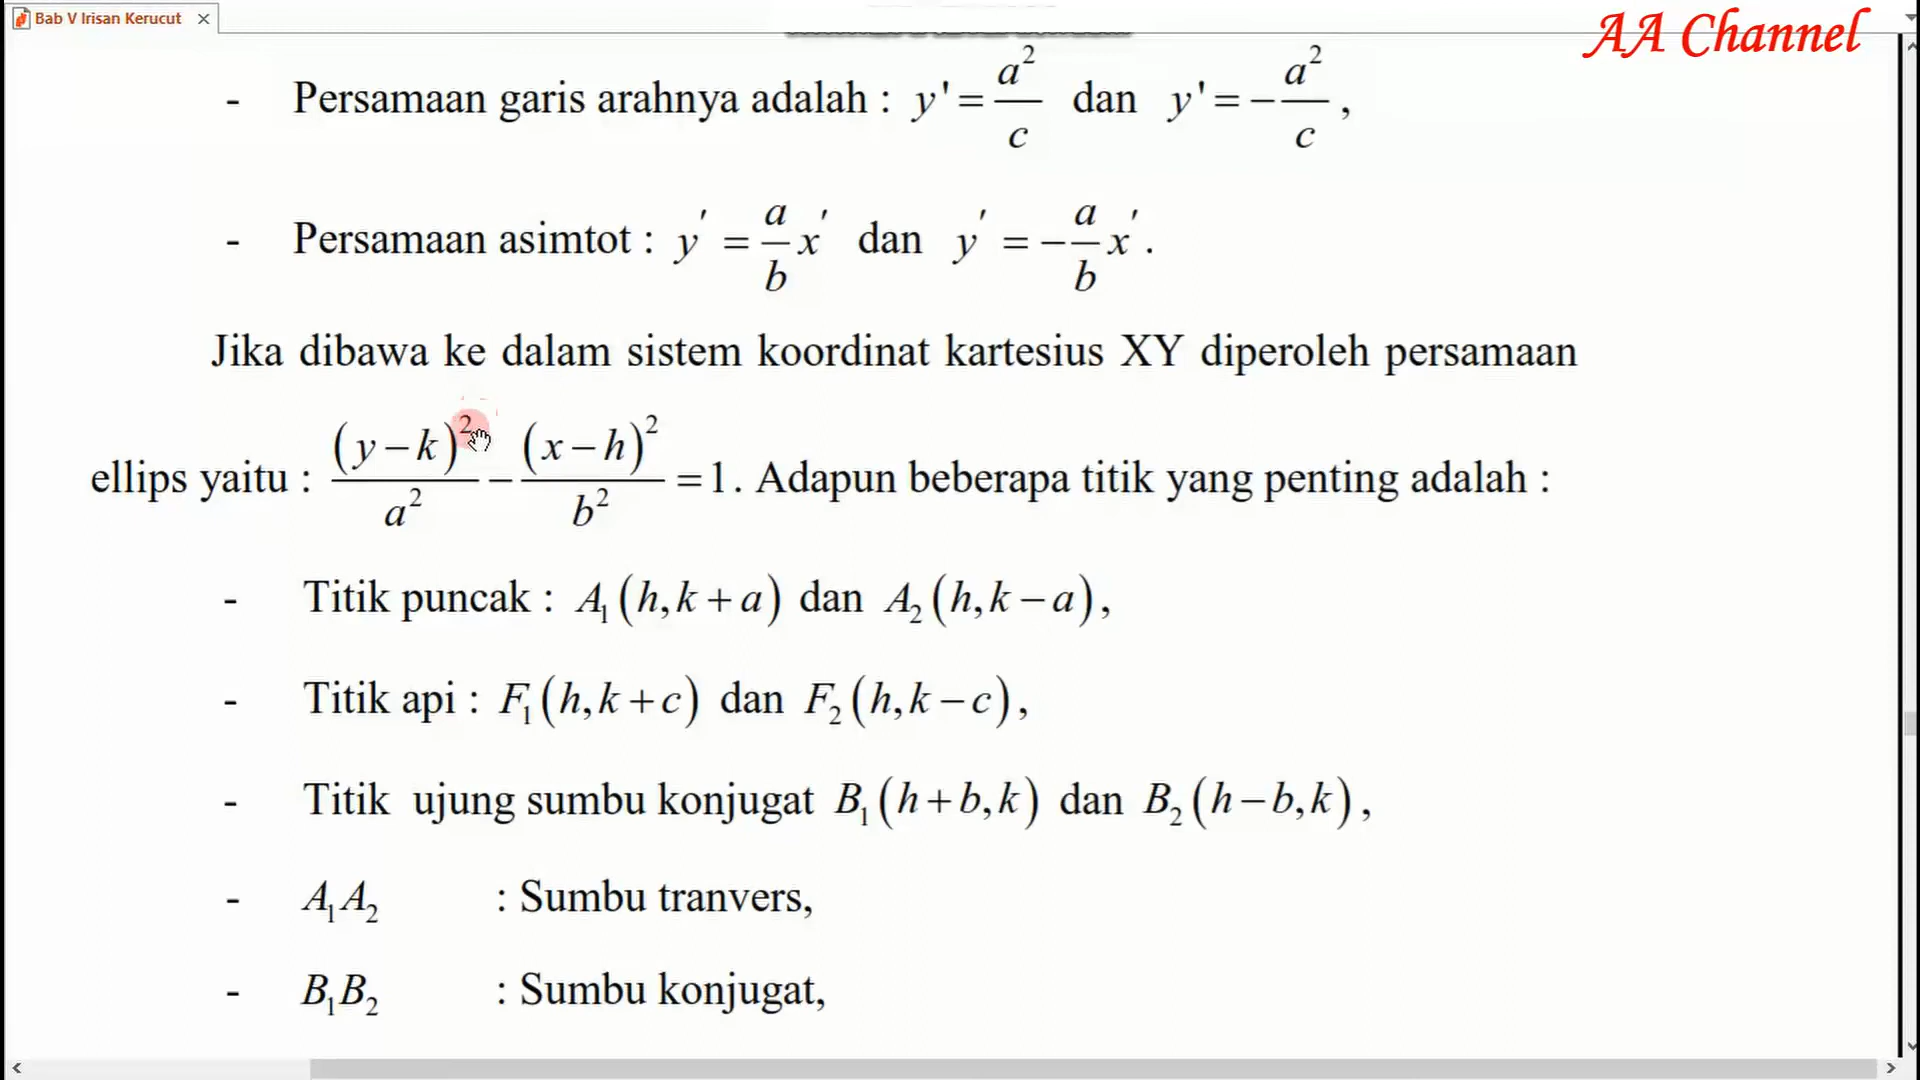 Bab V Irisan Kerucut
AA Channel
- Persamaan garis arahnya adalah : y' = a²/c dan y' = −a²/c ,
- Persamaan asimtot : y′ = a/b x′ dan y′ = −a/b x′ .
Jika dibawa ke dalam sistem koordinat kartesius XY diperoleh persamaan
ellips yaitu : (y−k)²/a² − (x−h)²/b² = 1 . Adapun beberapa titik yang penting adalah :
- Titik puncak : A₁(h,k+a) dan A₂(h,k−a),
- Titik api : F₁(h,k+c) dan F₂(h,k−c),
- Titik ujung sumbu konjugat B₁(h+b,k) dan B₂(h−b,k),
- A₁A₂ : Sumbu tranvers,
- B₁B₂ : Sumbu konjugat,